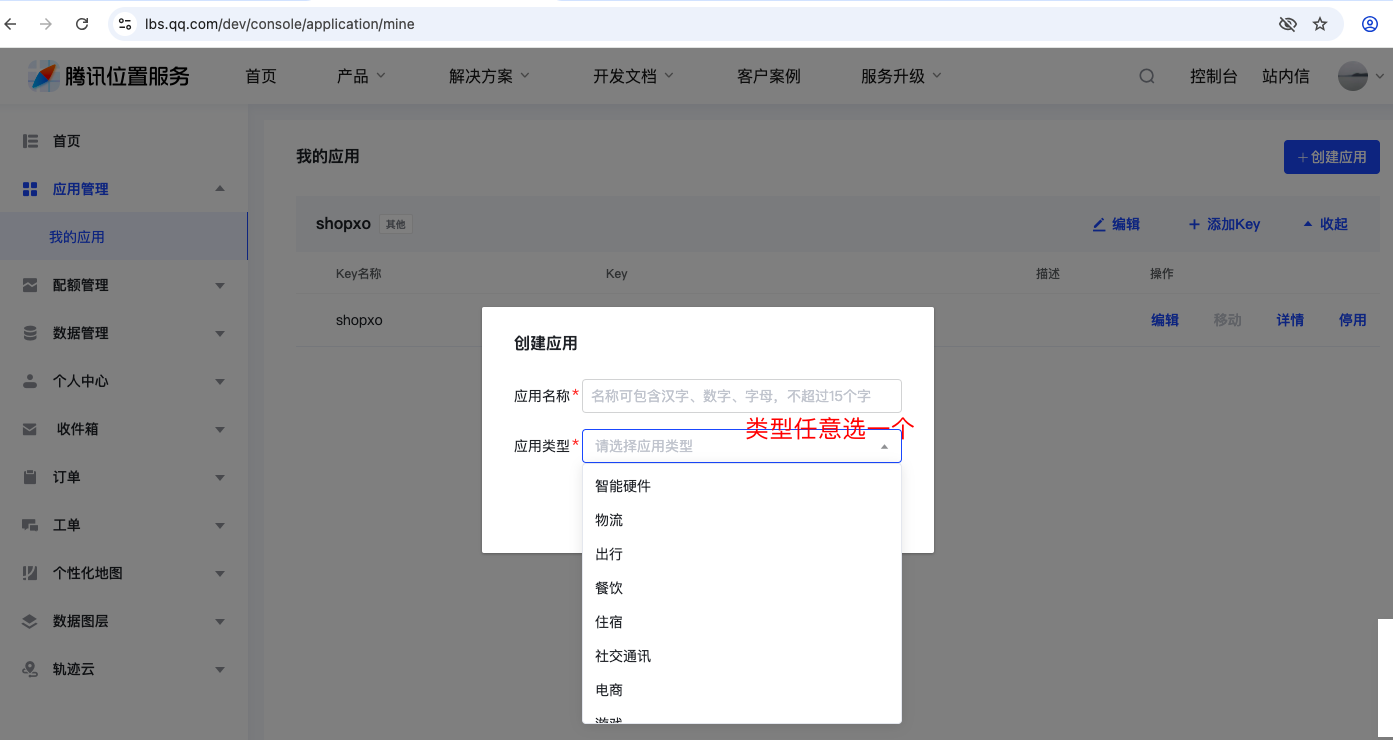 lbs.qq.com/dev/console/application/mine
腾讯位置服务 首页 产品 解决方案 开发文档 客户案例 服务升级 控制台 站内信
首页
应用管理
我的应用
配额管理
数据管理
个人中心
收件箱
订单
工单
个性化地图
数据图层
轨迹云
我的应用
+创建应用
shopxo 其他 编辑 + 添加Key 收起
Key名称 Key 描述 操作
shopxo 编辑 移动 详情 停用
创建应用
应用名称* 名称可包含汉字、数字、字母，不超过15个字
类型任意选一个
应用类型* 请选择应用类型
智能硬件
物流
出行
餐饮
住宿
社交通讯
电商
游戏